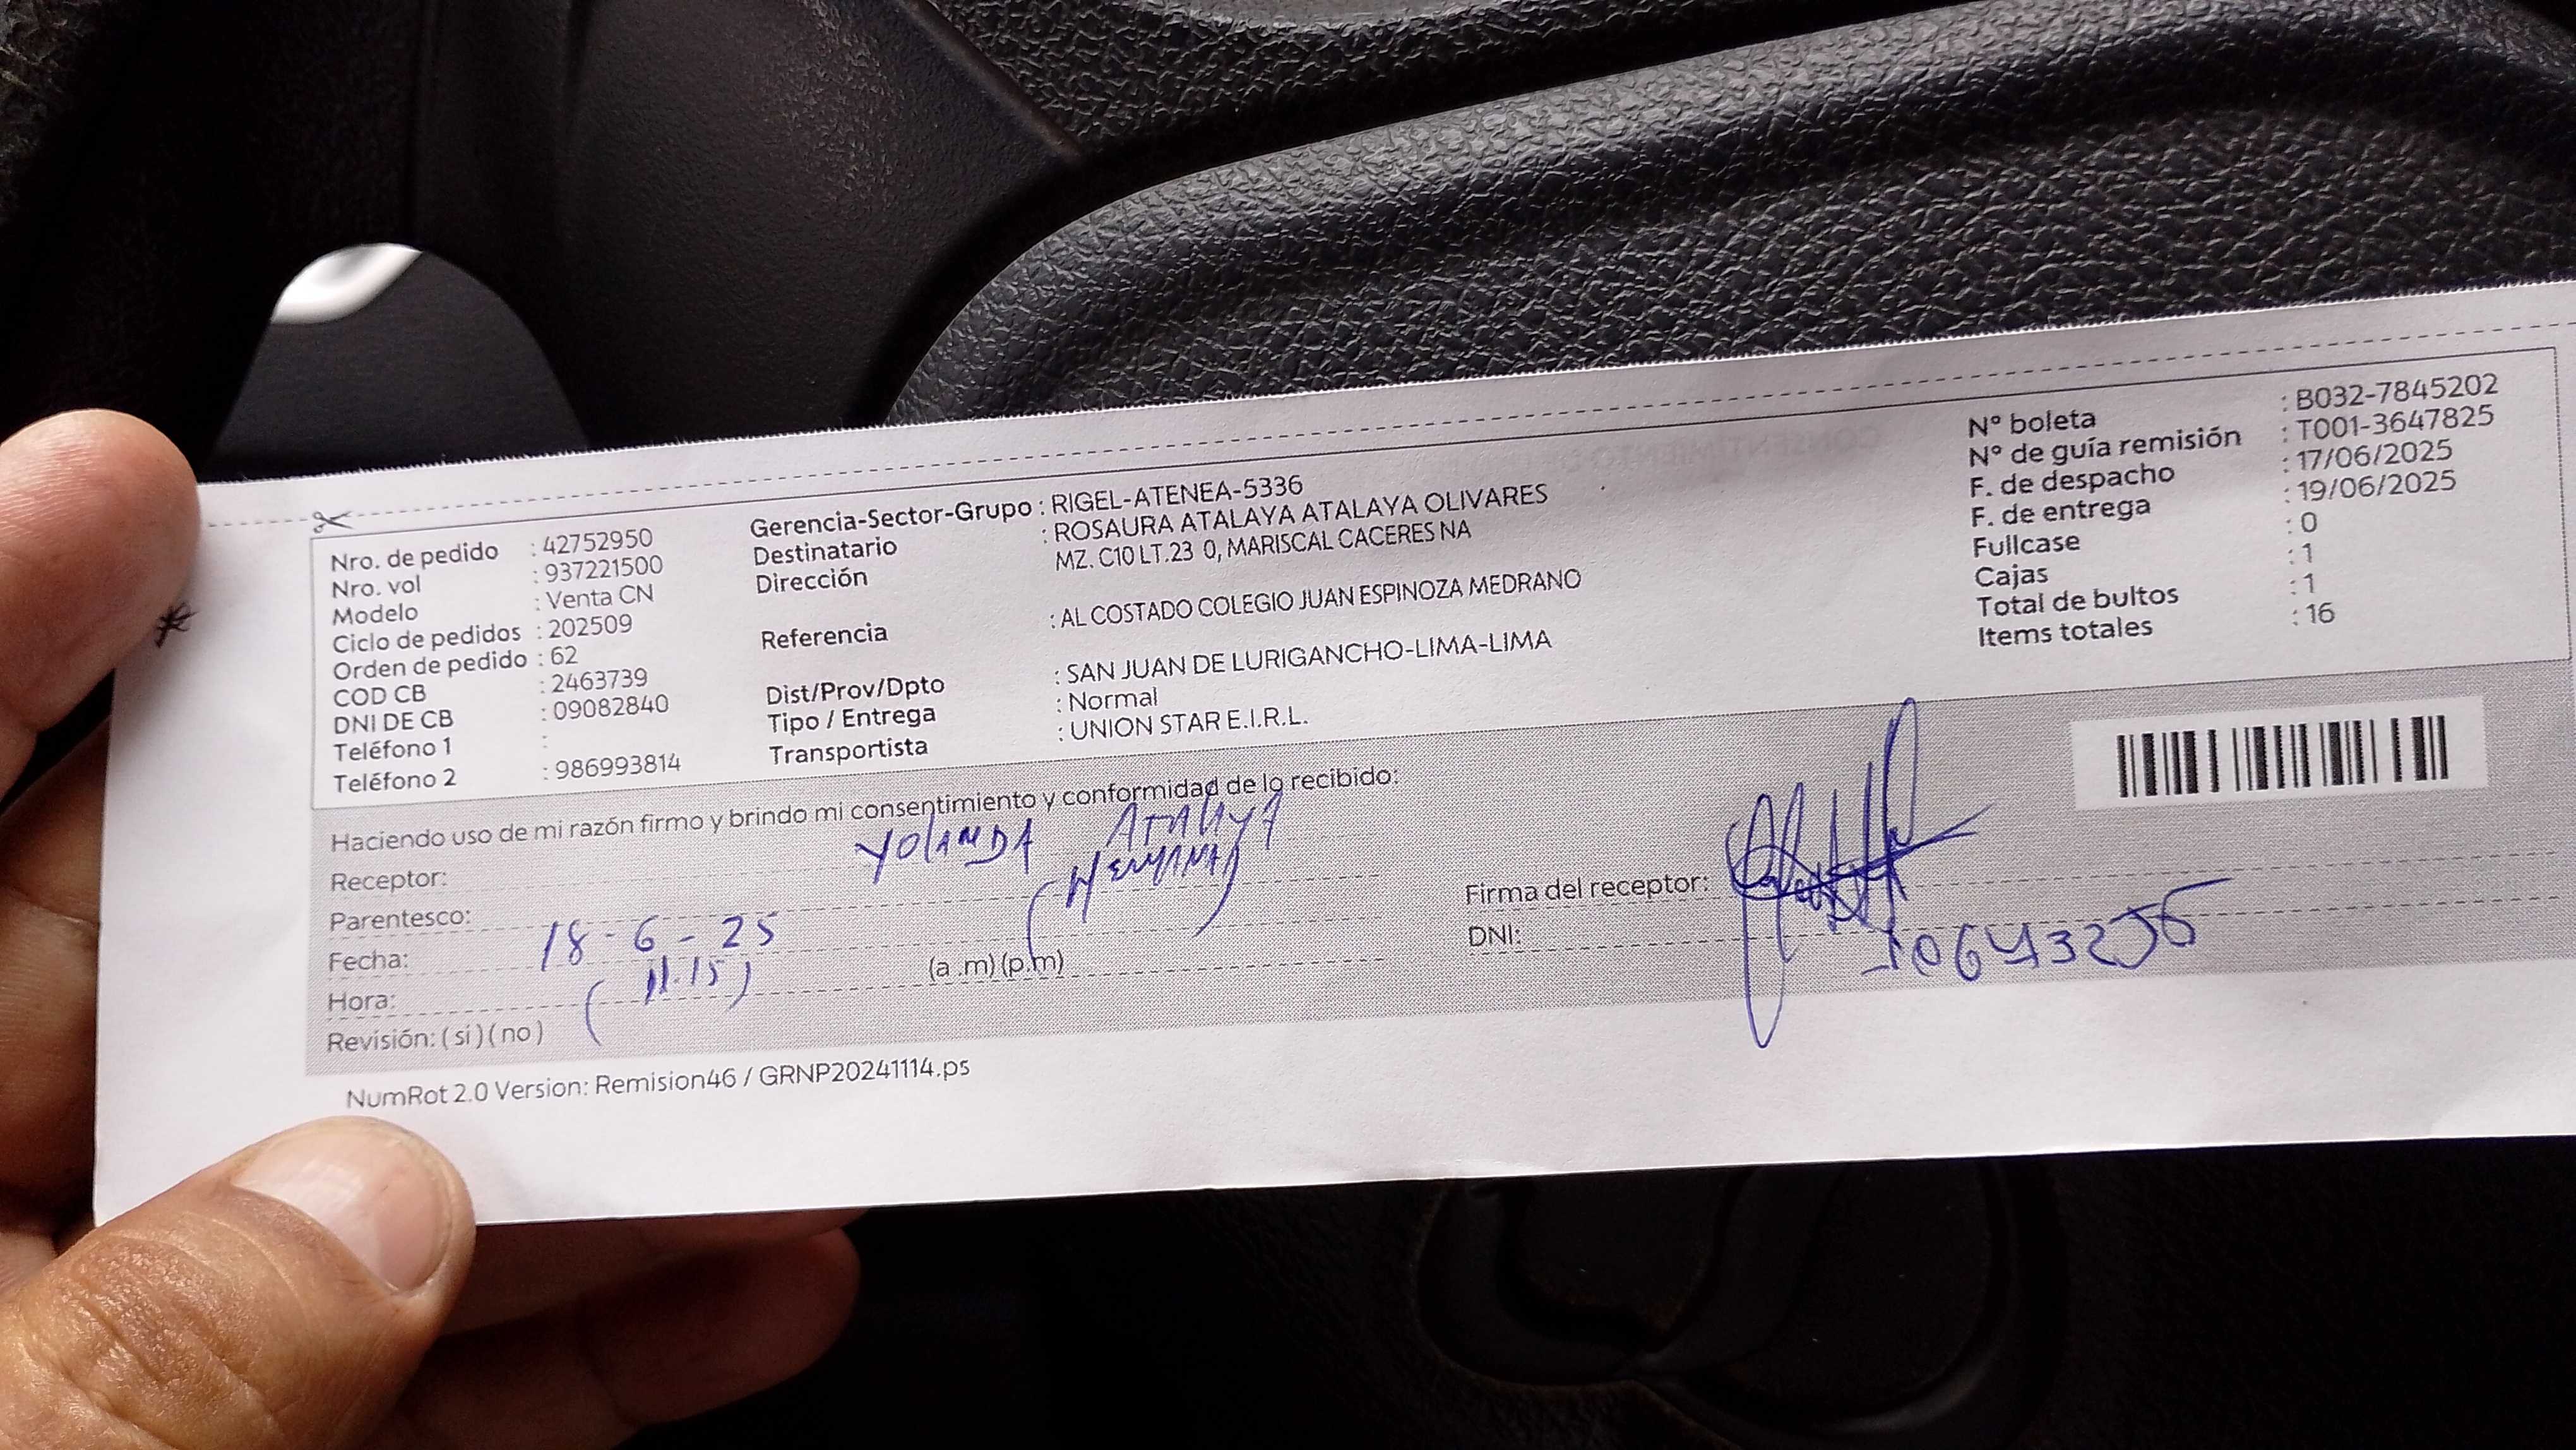 Nro. de pedido : 42752950
Nro. vol : 937221500
Modelo : Venta CN
Ciclo de pedidos : 202509
Orden de pedido : 62
COD CB : 2463739
DNI DE CB : 09082840
Teléfono 1 :
Teléfono 2 : 986993814
Gerencia-Sector-Grupo : RIGEL-ATENEA-5336
Destinatario : ROSAURA ATALAYA ATALAYA OLIVARES
Dirección MZ. C10 LT.23 0, MARISCAL CACERES NA
Referencia : AL COSTADO COLEGIO JUAN ESPINOZA MEDRANO
Dist/Prov/Dpto : SAN JUAN DE LURIGANCHO-LIMA-LIMA
Tipo / Entrega : Normal
Transportista : UNION STAR E.I.R.L.
N° boleta : B032-7845202
N° de guía remisión : T001-3647825
F. de despacho : 17/06/2025
F. de entrega : 19/06/2025
Fullcase : 0
Cajas : 1
Total de bultos : 1
Items totales : 16
Haciendo uso de mi razón firmo y brindo mi consentimiento y conformidad de lo recibido:
Receptor: YOLANDA ATALAYA
Parentesco: (HERMANA)
Fecha: 18-6-25
Hora: (11.15) (a .m) (p.m)
Revisión: ( si ) ( no )
Firma del receptor:
DNI:
NumRot 2.0 Version: Remision46 / GRNP20241114.ps